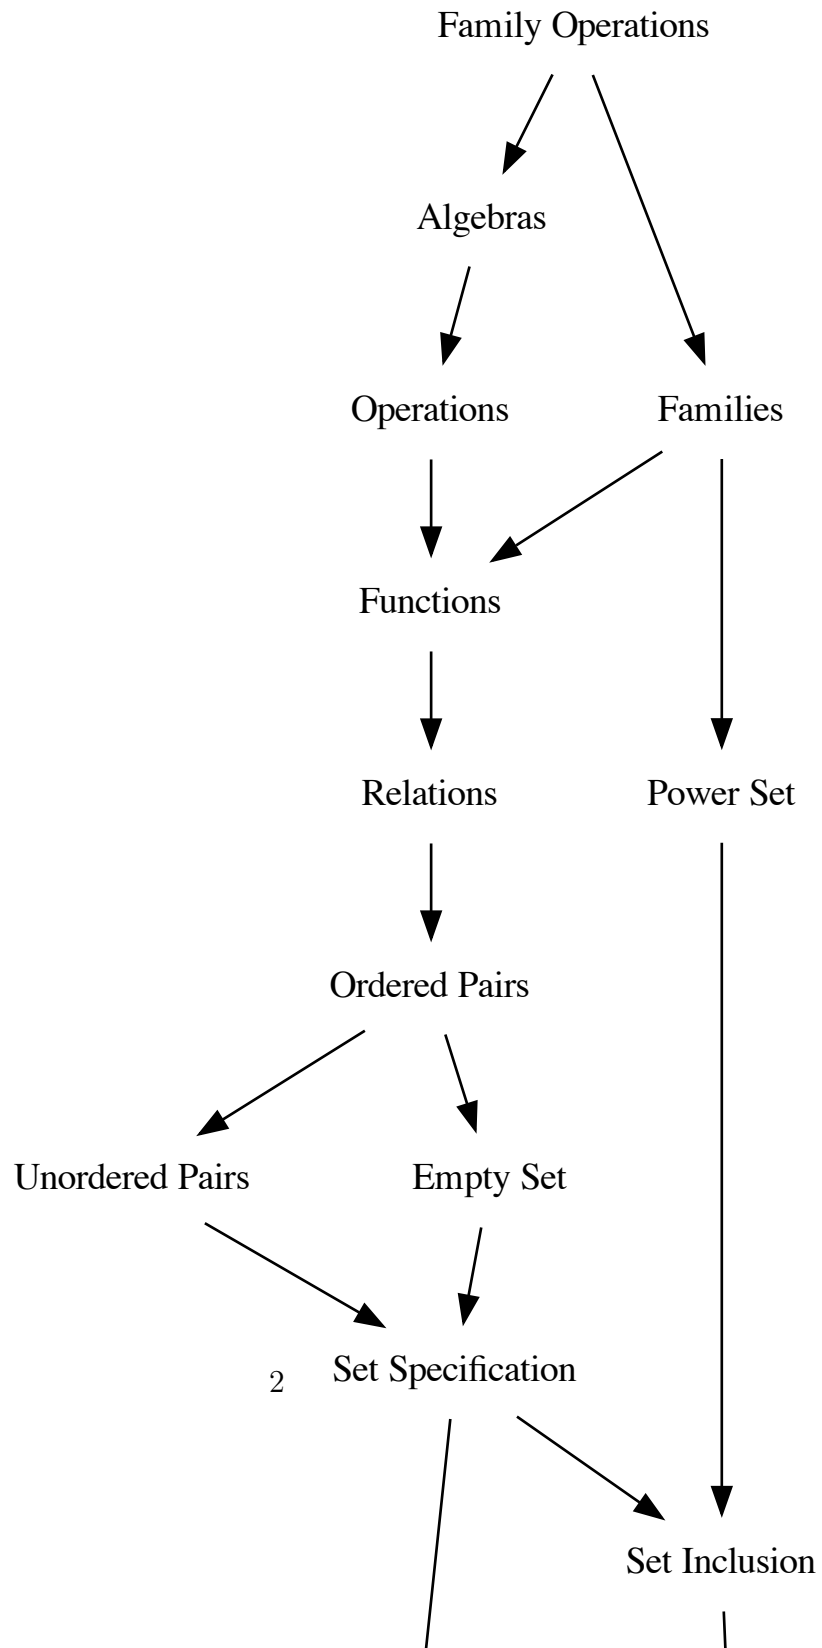 Family Operations
Algebras
Operations Families
Functions
Relations Power Set
Ordered Pairs
Unordered Pairs Empty Set
2 Set Specification
Set Inclusion